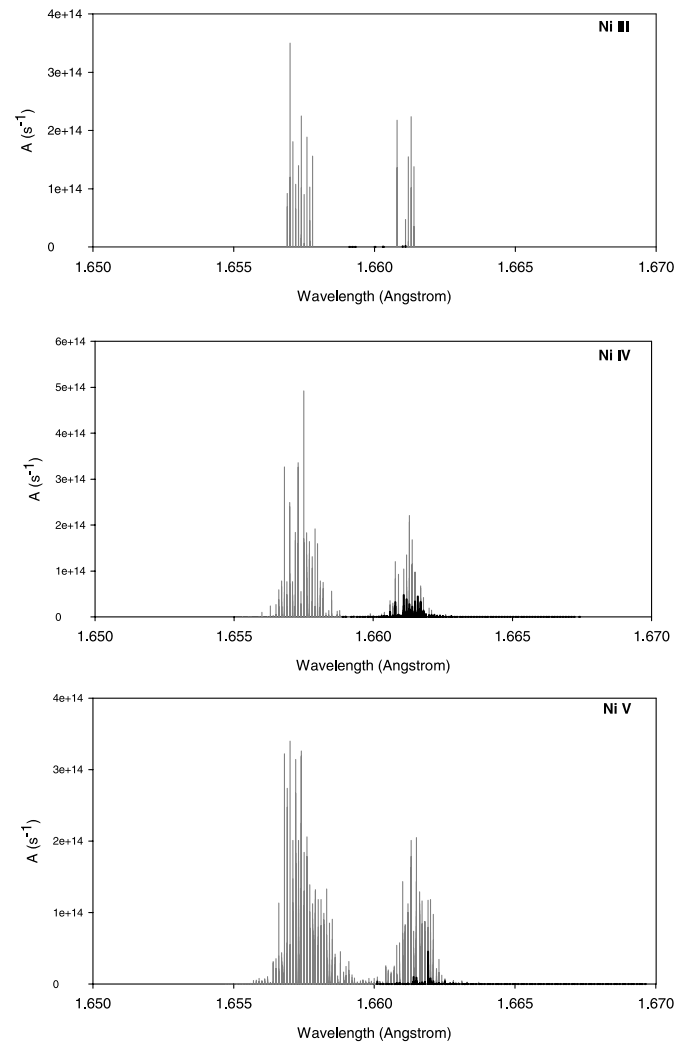 4e+14
Ni III
3e+14
A (s-1)
2e+14
1e+14
0
1.650 1.655 1.660 1.665 1.670
Wavelength (Angstrom)
6e+14
Ni IV
5e+14
4e+14
A (s-1)
3e+14
2e+14
1e+14
0
1.650 1.655 1.660 1.665 1.670
Wavelength (Angstrom)
4e+14
Ni V
3e+14
A (s-1)
2e+14
1e+14
0
1.650 1.655 1.660 1.665 1.670
Wavelength (Angstrom)